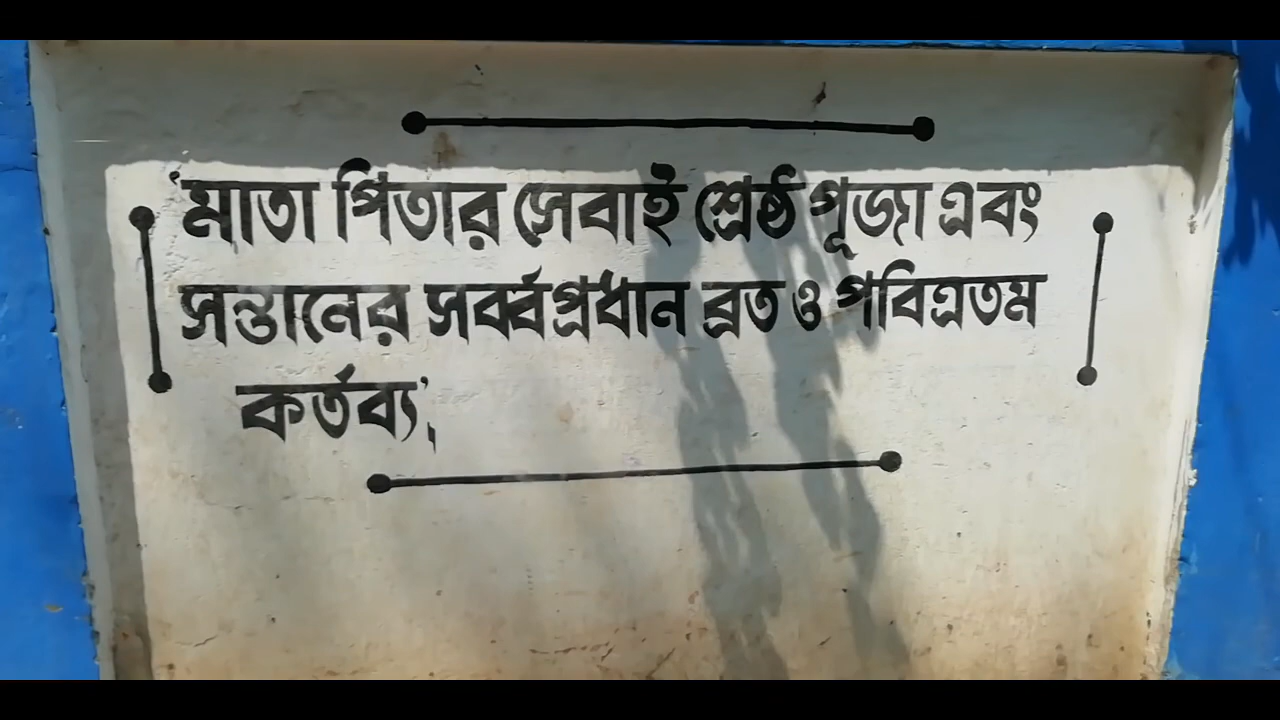 'মাতা পিতার সেবাই শ্রেষ্ঠ পূজা এবং
সন্তানের সর্ব্বপ্রধান ব্রত ও পবিত্রতম
কর্তব্য',